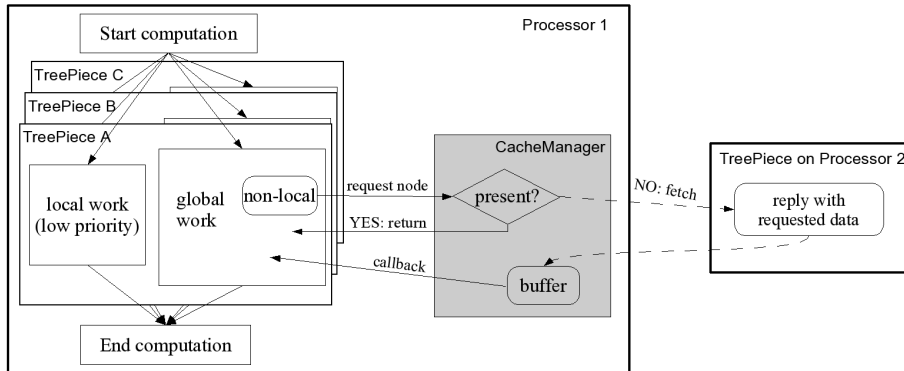 Processor 1
Start computation
TreePiece C
TreePiece B
TreePiece A
local work
(low priority)
global
work
non-local
request node
YES: return
callback
CacheManager
present?
buffer
NO: fetch
TreePiece on Processor 2
reply with
requested data
End computation